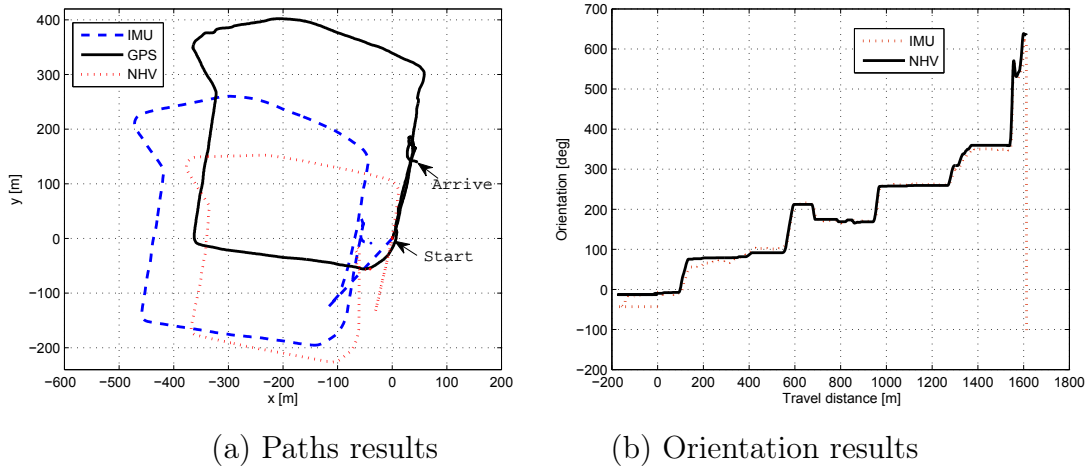 400
300
200
100
0
−100
−200
y [m]
−600
−500
−400
−300
−200
−100
0
100
200
x [m]
IMU
GPS
NHV
Arrive
Start
(a) Paths results
700
600
500
400
300
200
100
0
−100
−200
Orientation [deg]
−200
0
200
400
600
800
1000
1200
1400
1600
1800
Travel distance [m]
IMU
NHV
(b) Orientation results